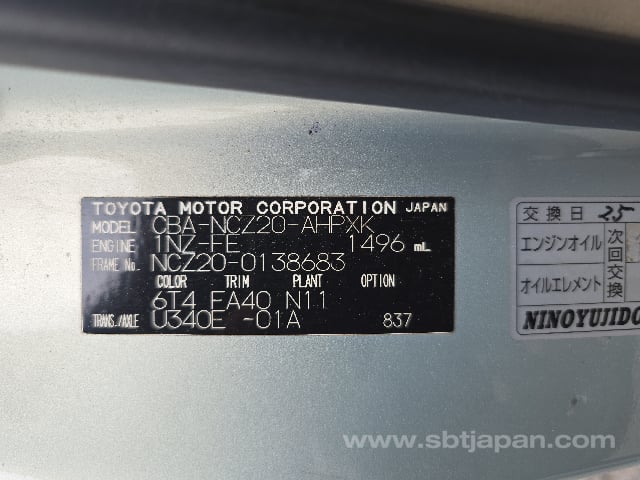 TOYOTA MOTOR CORPORATION JAPAN
MODEL CBA-NCZ20-AHPXK
ENGINE 1NZ-FE 1496 mL
FRAME No. NCZ20-0138683
COLOR TRIM PLANT OPTION
6T4 FA40 N11
TRANS./AXLE U340E -01A 837
交換日 25
エンジンオイル 次回交換
オイルエレメント
NINOYUJIDO
www.sbtjapan.com